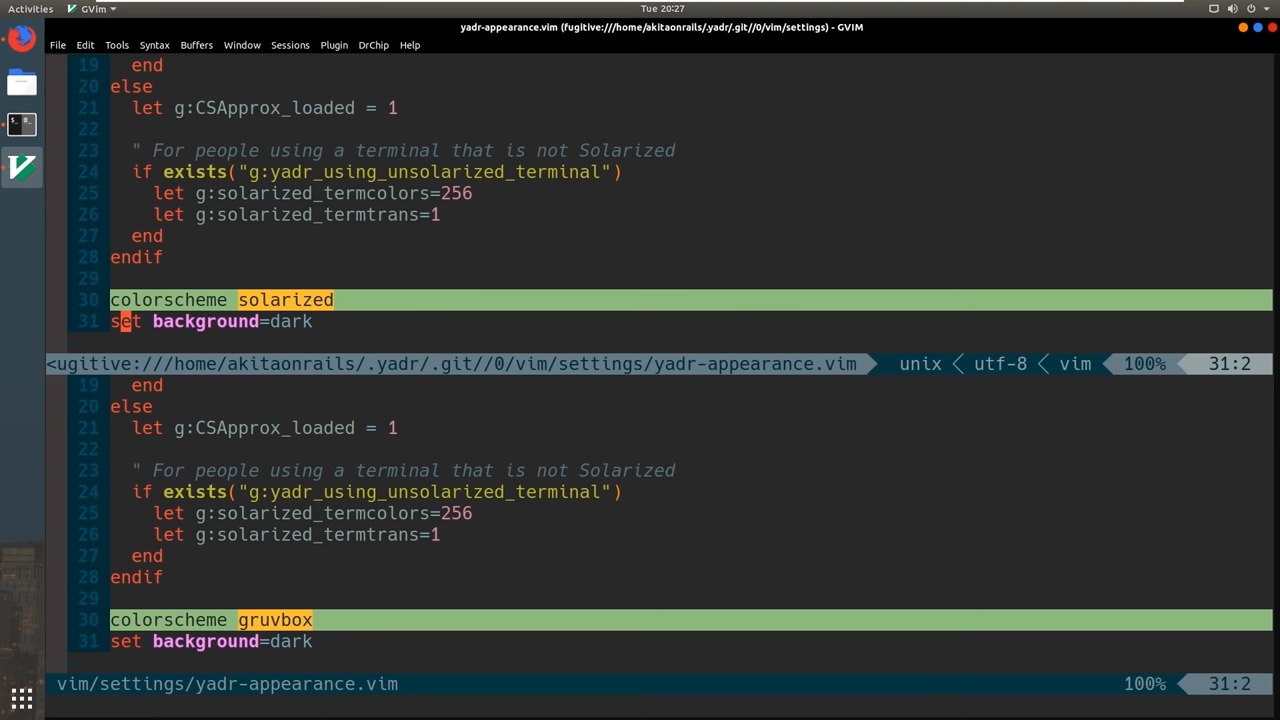 Activities GVim Tue 20:27
yadr-appearance.vim (fugitive:///home/akitaonrails/.yadr/.git//0/vim/settings) - GVIM
File Edit Tools Syntax Buffers Window Sessions Plugin DrChip Help
19 end
20 else
21 let g:CSApprox_loaded = 1
22
23 " For people using a terminal that is not Solarized
24 if exists("g:yadr_using_unsolarized_terminal")
25 let g:solarized_termcolors=256
26 let g:solarized_termtrans=1
27 end
28 endif
29
30 colorscheme solarized
31 set background=dark
<ugitive:///home/akitaonrails/.yadr/.git//0/vim/settings/yadr-appearance.vim unix < utf-8 < vim 100% 31:2
19 end
20 else
21 let g:CSApprox_loaded = 1
22
23 " For people using a terminal that is not Solarized
24 if exists("g:yadr_using_unsolarized_terminal")
25 let g:solarized_termcolors=256
26 let g:solarized_termtrans=1
27 end
28 endif
29
30 colorscheme gruvbox
31 set background=dark
vim/settings/yadr-appearance.vim 100% 31:2